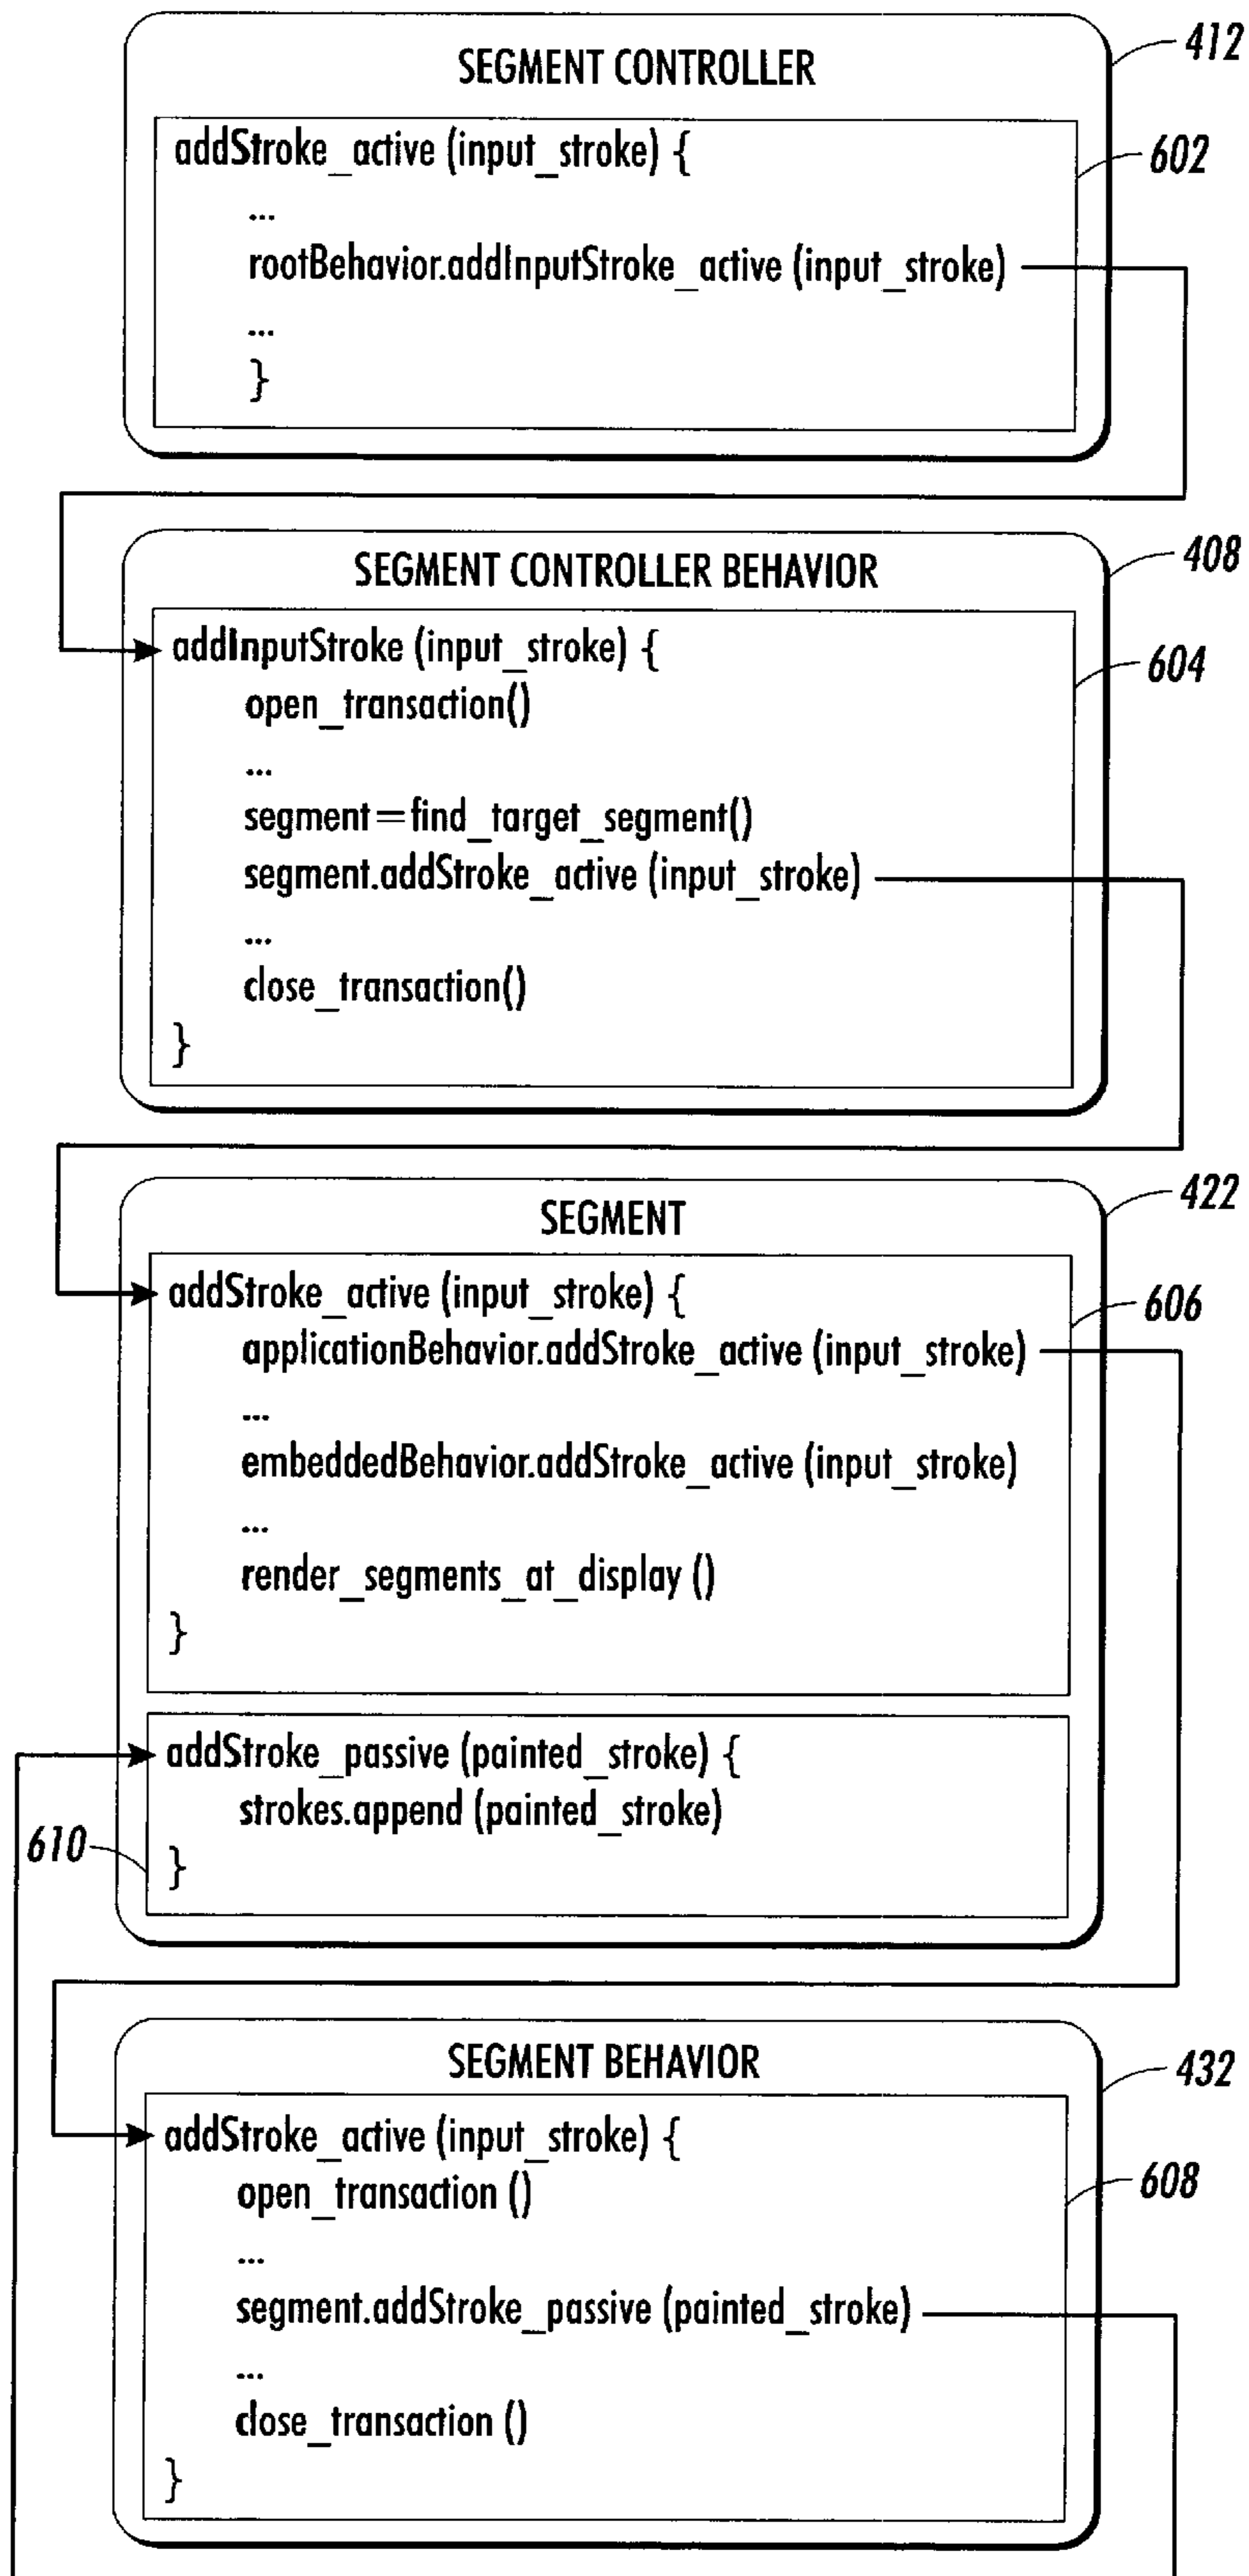 SEGMENT CONTROLLER
412
addStroke_active (input_stroke) {
602
...
rootBehavior.addInputStroke_active (input_stroke)
...
}
SEGMENT CONTROLLER BEHAVIOR
408
addInputStroke (input_stroke) {
604
open_transaction()
...
segment=find_target_segment()
segment.addStroke_active (input_stroke)
...
close_transaction()
}
SEGMENT
422
addStroke_active (input_stroke) {
606
applicationBehavior.addStroke_active (input_stroke)
...
embeddedBehavior.addStroke_active (input_stroke)
...
render_segments_at_display ()
}
addStroke_passive (painted_stroke) {
strokes.append (painted_stroke)
610
}
SEGMENT BEHAVIOR
432
addStroke_active (input_stroke) {
608
open_transaction ()
...
segment.addStroke_passive (painted_stroke)
...
close_transaction ()
}